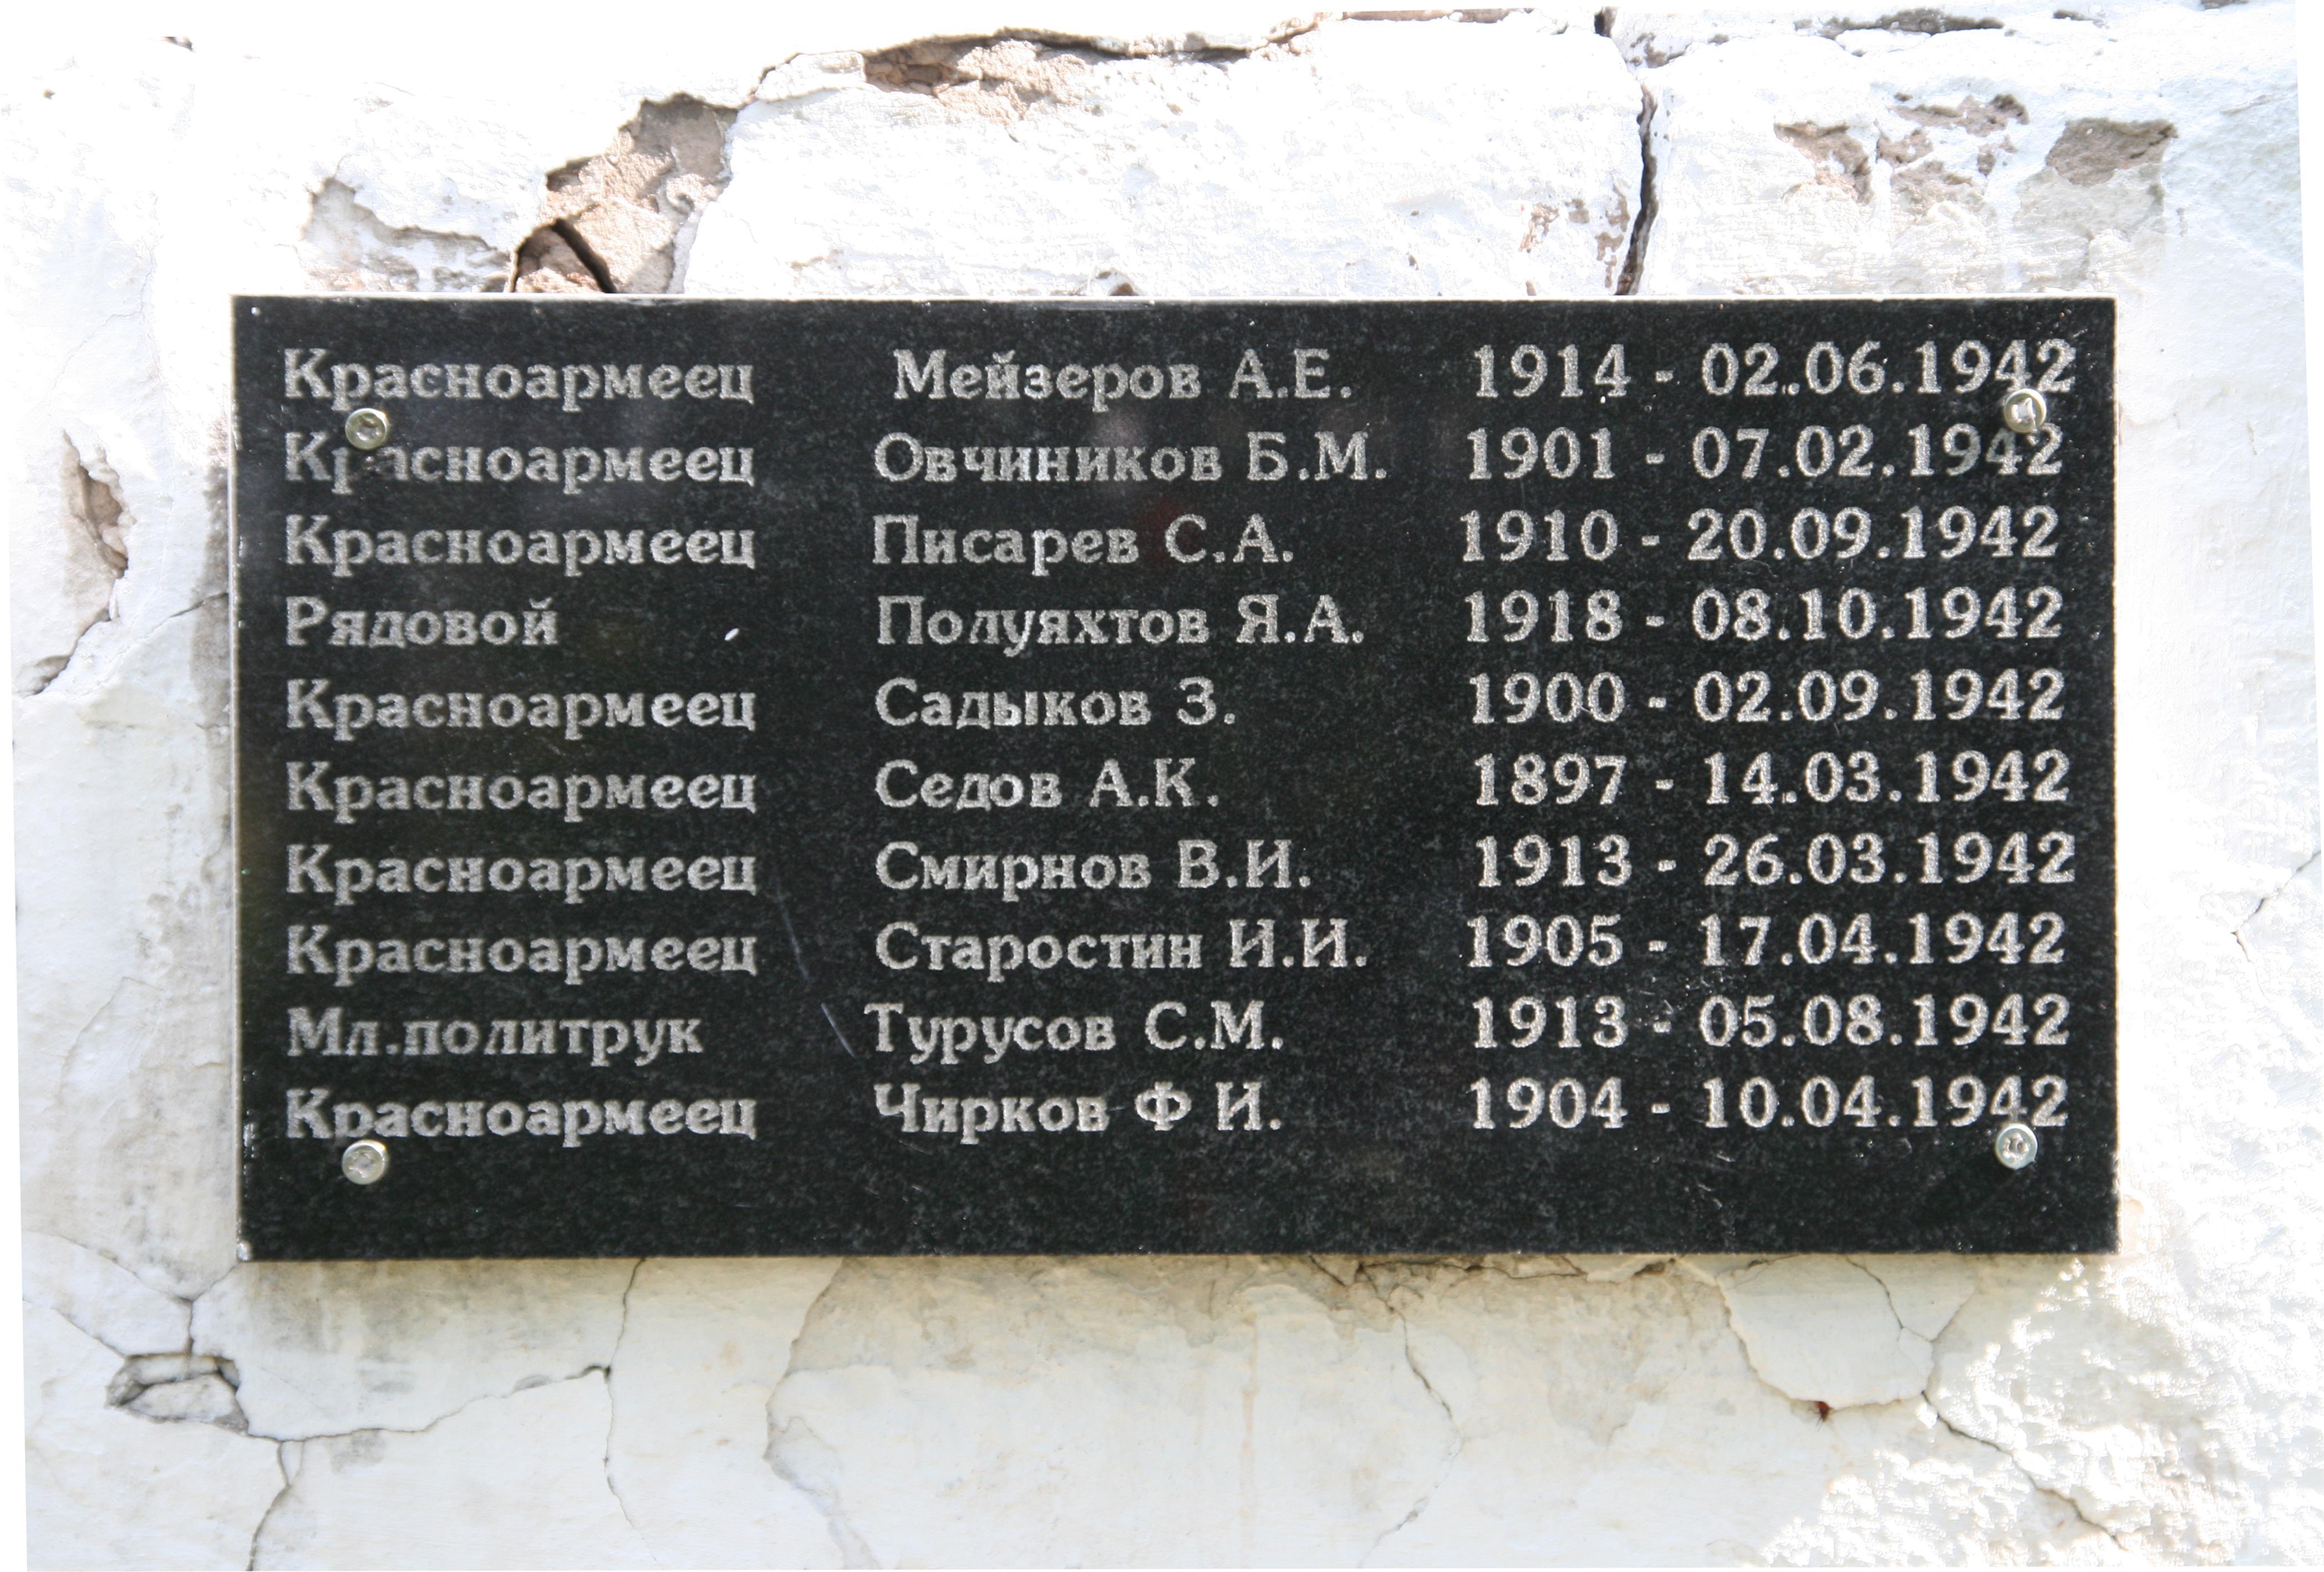 Красноармеец Мейзеров А.Е. 1914 - 02.06.1942
Красноармеец Овчиников Б.М. 1901 - 07.02.1942
Красноармеец Писарев С.А. 1910 - 20.09.1942
Рядовой Полуяхтов Я.А. 1918 - 08.10.1942
Красноармеец Садыков З. 1900 - 02.09.1942
Красноармеец Седов А.К. 1897 - 14.03.1942
Красноармеец Смирнов В.И. 1913 - 26.03.1942
Красноармеец Старостин И.И. 1905 - 17.04.1942
Мл.политрук Турусов С.М. 1913 - 05.08.1942
Красноармеец Чирков Ф И. 1904 - 10.04.1942